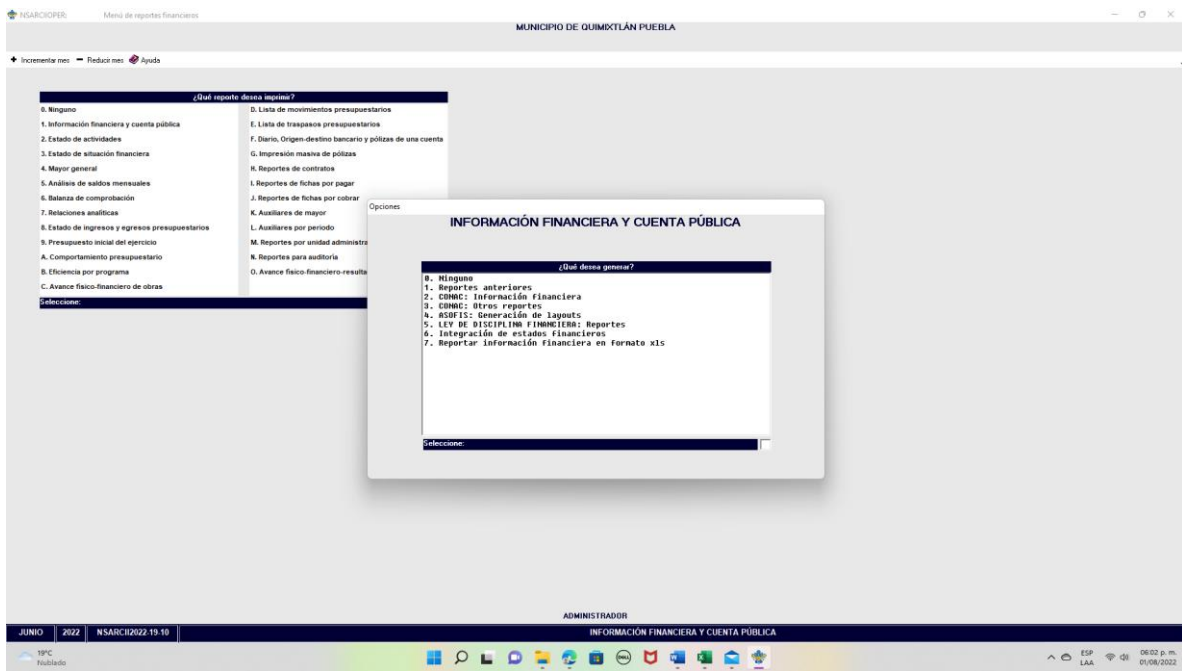 NSARCIIOPER: Menú de reportes financieros
MUNICIPIO DE QUIMIXTLÁN PUEBLA
Incrementar mes Reducir mes Ayuda
¿Qué reporte desea imprimir?
0. Ninguno
1. Información financiera y cuenta pública
2. Estado de actividades
3. Estado de situación financiera
4. Mayor general
5. Análisis de saldos mensuales
6. Balanza de comprobación
7. Relaciones analíticas
8. Estado de ingresos y egresos presupuestarios
9. Presupuesto inicial del ejercicio
A. Comportamiento presupuestario
B. Eficiencia por programa
C. Avance físico-financiero de obras
D. Lista de movimientos presupuestarios
E. Lista de traspasos presupuestarios
F. Diario, Origen-destino bancario y pólizas de una cuenta
G. Impresión masiva de pólizas
H. Reportes de contratos
I. Reportes de fichas por pagar
J. Reportes de fichas por cobrar
K. Auxiliares de mayor
L. Auxiliares por periodo
M. Reportes por unidad administra
N. Reportes para auditoría
O. Avance físico-financiero-resulta
Seleccione:
Opciones
INFORMACIÓN FINANCIERA Y CUENTA PÚBLICA
¿Qué desea generar?
0. Ninguno
1. Reportes anteriores
2. CONAC: Información financiera
3. CONAC: Otros reportes
4. ASOFIS: Generación de layouts
5. LEY DE DISCIPLINA FINANCIERA: Reportes
6. Integración de estados financieros
7. Reportar información financiera en formato xls
Seleccione:
ADMINISTRADOR
JUNIO 2022 NSARCII2022-19-10 INFORMACIÓN FINANCIERA Y CUENTA PÚBLICA
19°C
Nublado
ESP
LAA
06:02 p. m.
01/08/2022